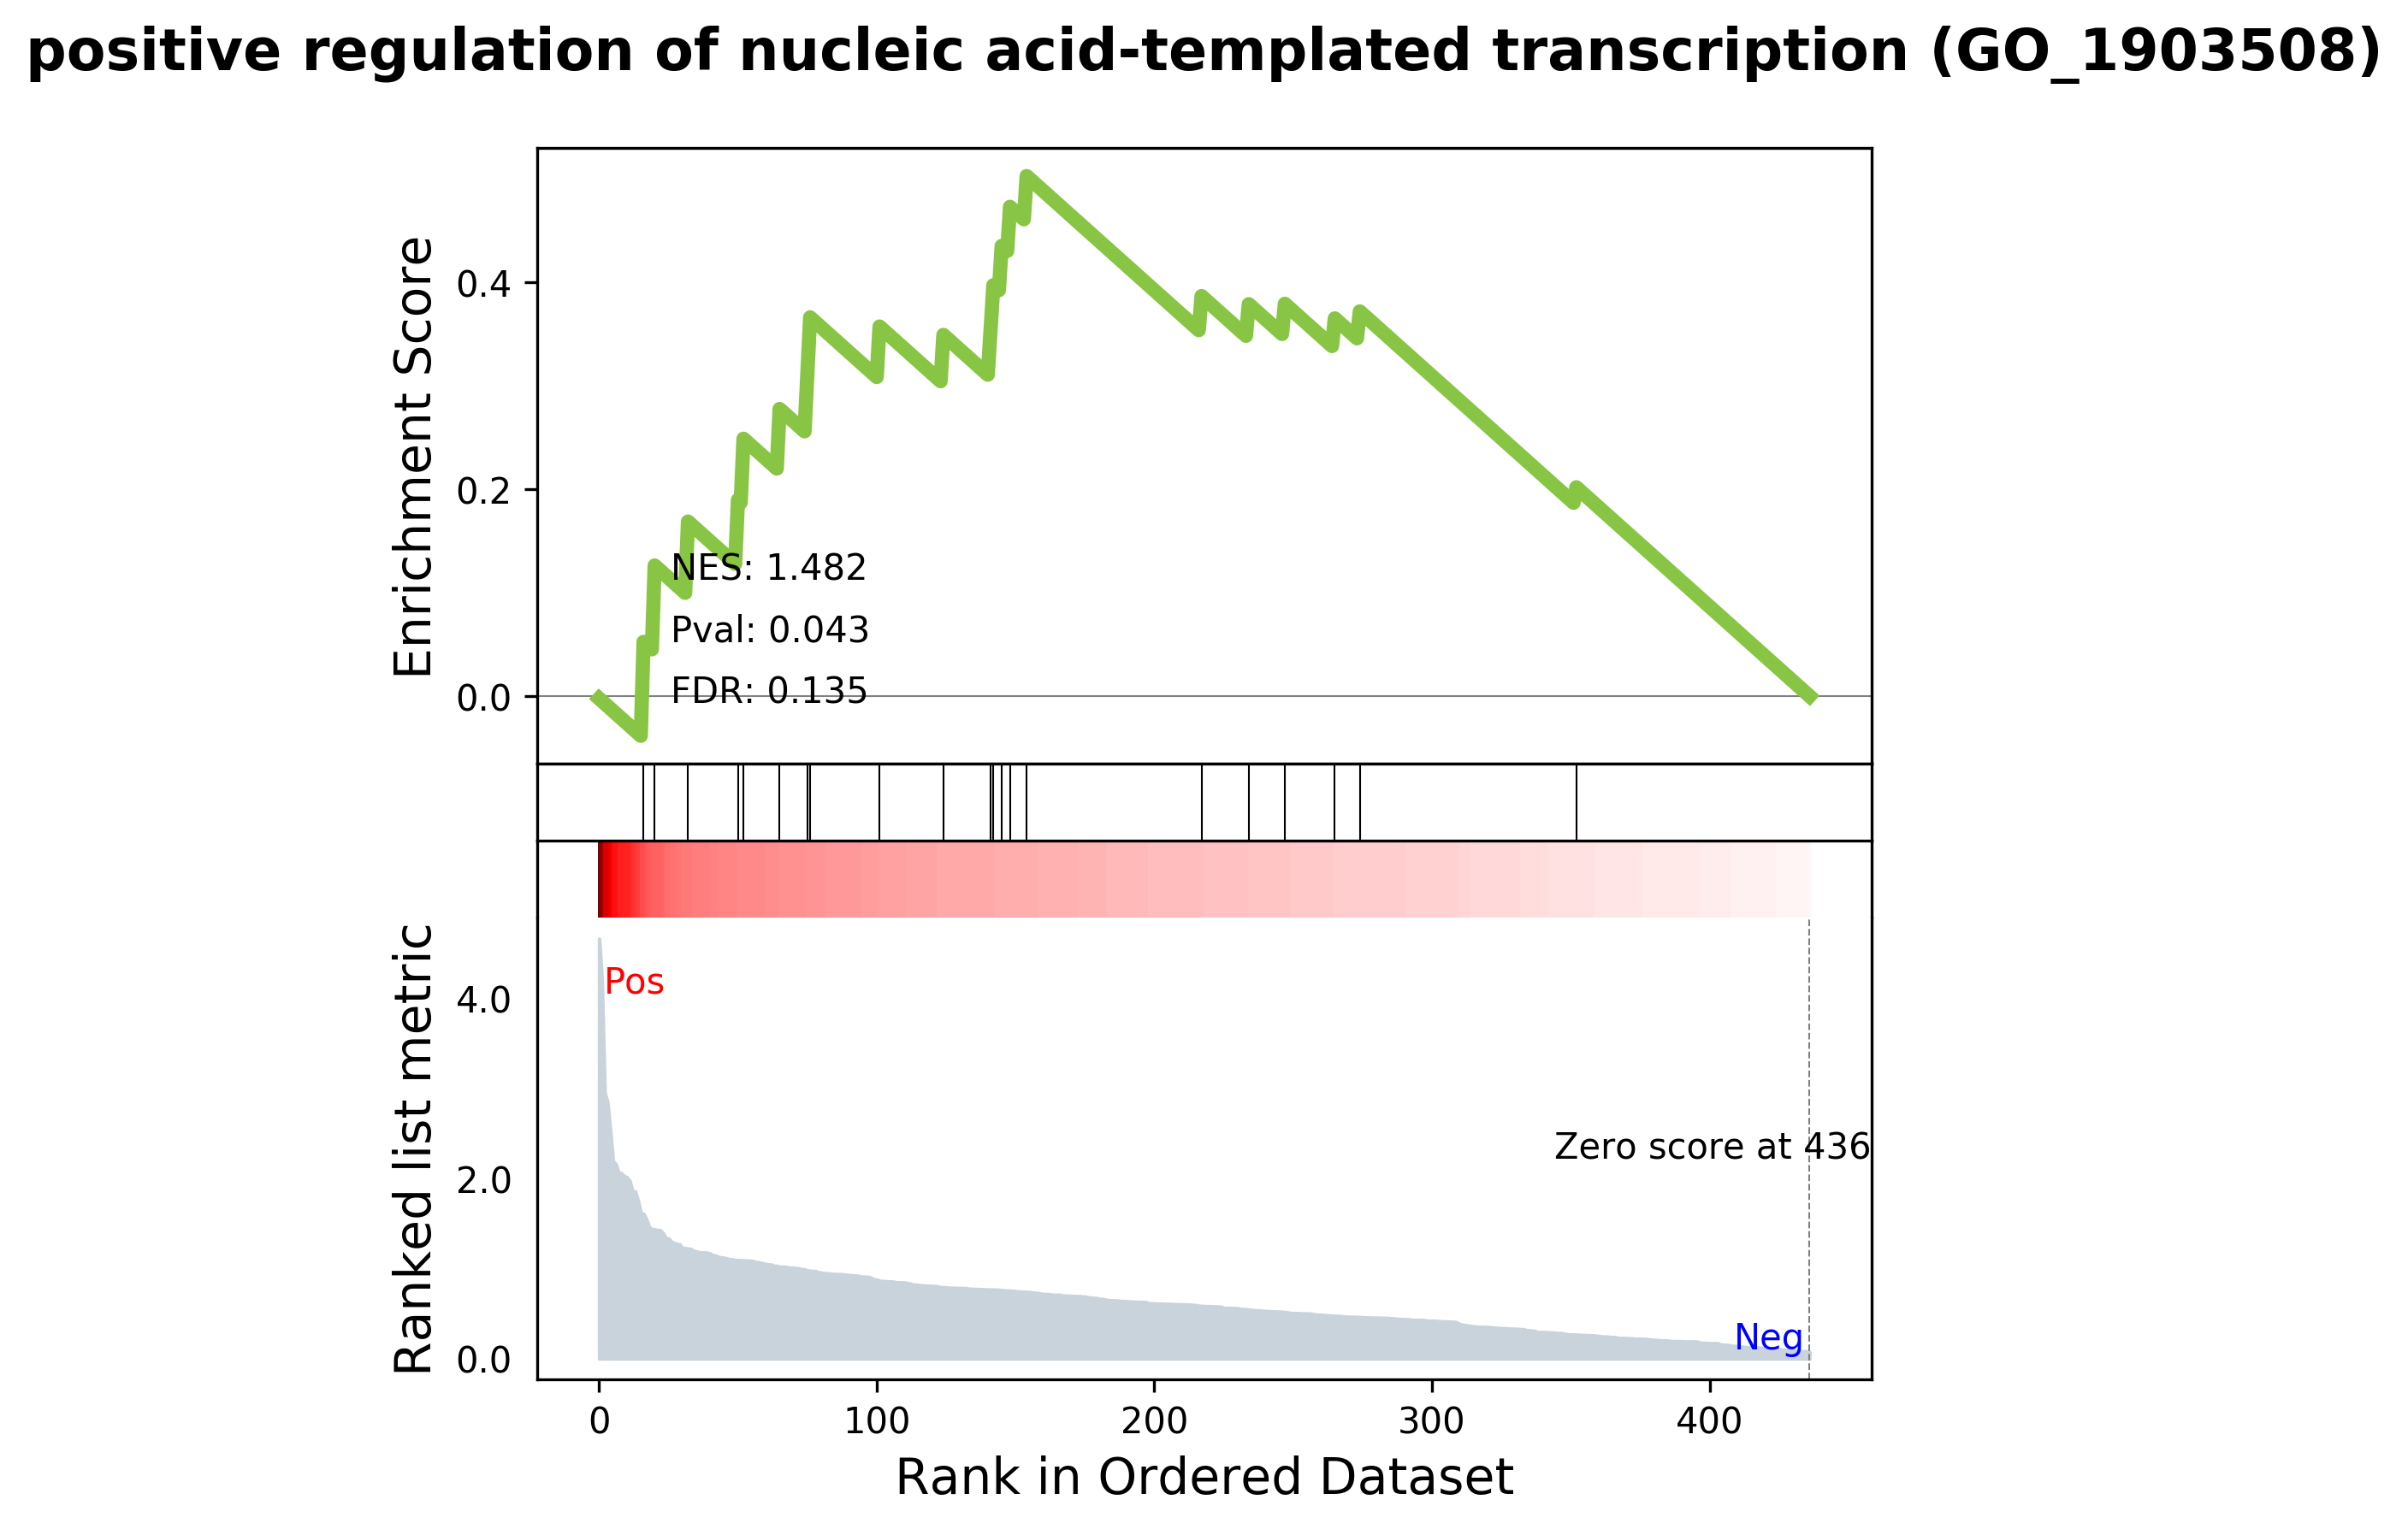 positive regulation of nucleic acid-templated transcription (GO_1903508)
Enrichment Score
0.4
0.2
0.0
NES: 1.482
Pval: 0.043
FDR: 0.135
Ranked list metric
4.0
2.0
0.0
Pos
Zero score at 436
Neg
0 100 200 300 400
Rank in Ordered Dataset